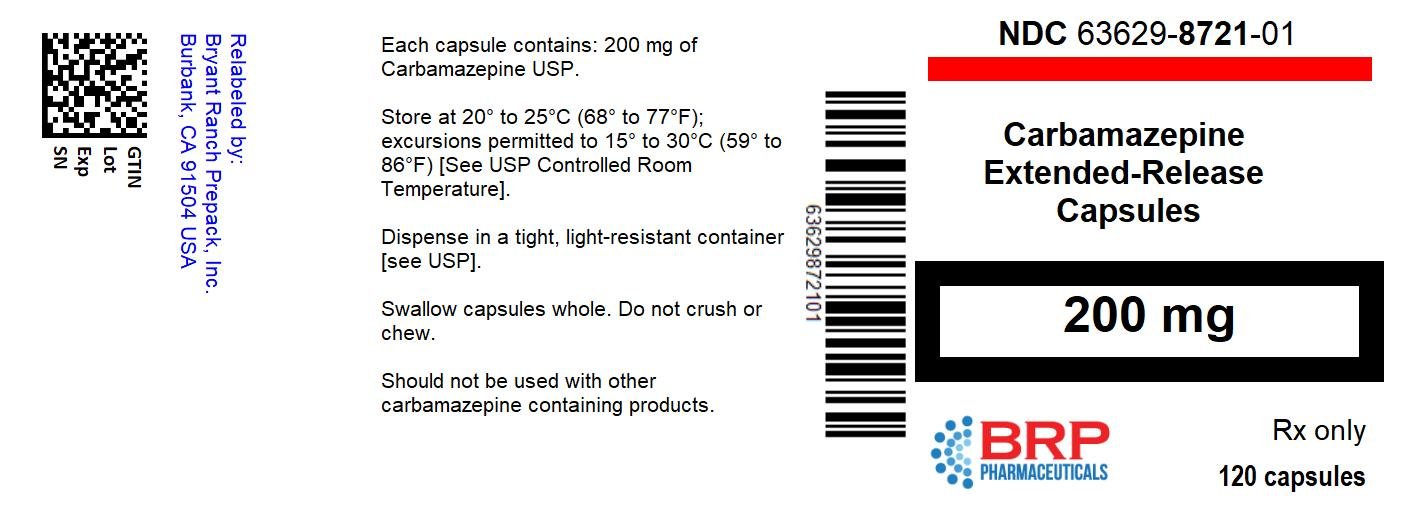 GTIN
Lot
Exp
SN
Relabeled by:
Bryant Ranch Prepack, Inc.
Burbank, CA 91504 USA
Each capsule contains: 200 mg of
Carbamazepine USP.
Store at 20° to 25°C (68° to 77°F);
excursions permitted to 15° to 30°C (59° to
86°F) [See USP Controlled Room
Temperature].
Dispense in a tight, light-resistant container
[see USP].
Swallow capsules whole. Do not crush or
chew.
Should not be used with other
carbamazepine containing products.
63629872101
NDC 63629-8721-01
Carbamazepine
Extended-Release
Capsules
200 mg
BRP
PHARMACEUTICALS
Rx only
120 capsules